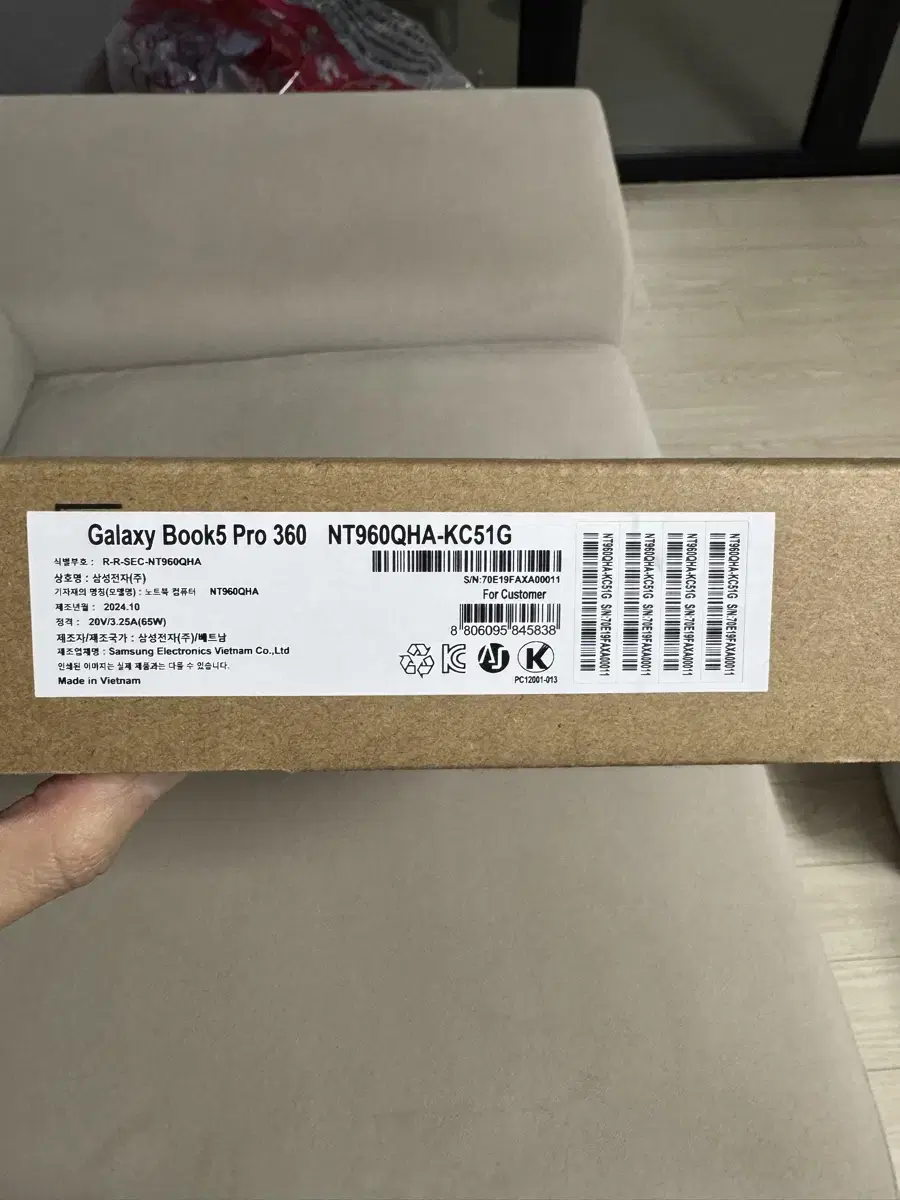 Galaxy Book5 Pro 360 NT960QHA-KC51G
식별부호 : R-R-SEC-NT960QHA
상호명 : 삼성전자(주)
기자재의 명칭(모델명) : 노트북 컴퓨터 NT960QHA
제조년월 : 2024.10
정격 : 20V/3.25A(65W)
제조자/제조국가 : 삼성전자(주)/베트남
제조업체명 : Samsung Electronics Vietnam Co.,Ltd
인쇄된 이미지는 실제 제품과는 다를 수 있습니다.
Made in Vietnam
S/N:70E19FAXA00011
For Customer
8 806095 845838
PC12001-013
NT960QHA-KC51G S/N:70E19FAXA00011
NT960QHA-KC51G S/N:70E19FAXA00011
NT960QHA-KC51G S/N:70E19FAXA00011
NT960QHA-KC51G S/N:70E19FAXA00011